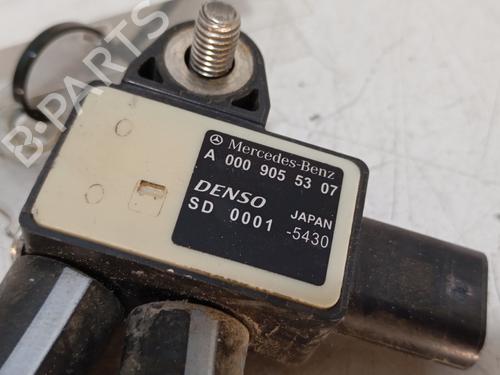 B-PARTS
Mercedes-Benz
A 000 905 53 07
DENSO
JAPAN
SD 0001 -5430